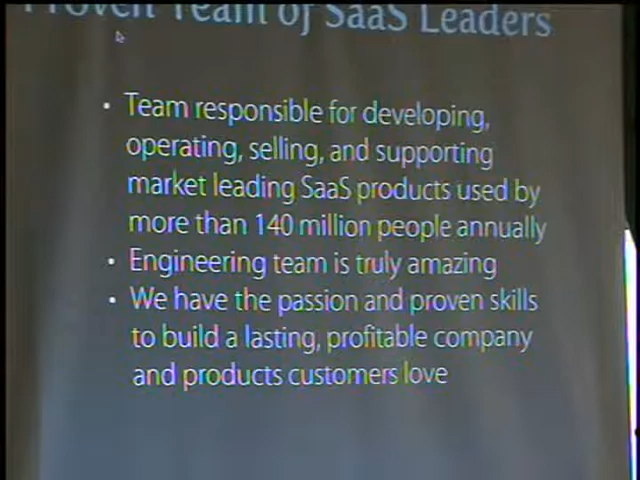 Proven Team of SaaS Leaders
• Team responsible for developing,
operating, selling, and supporting
market leading SaaS products used by
more than 140 million people annually
• Engineering team is truly amazing
• We have the passion and proven skills
to build a lasting, profitable company
and products customers love